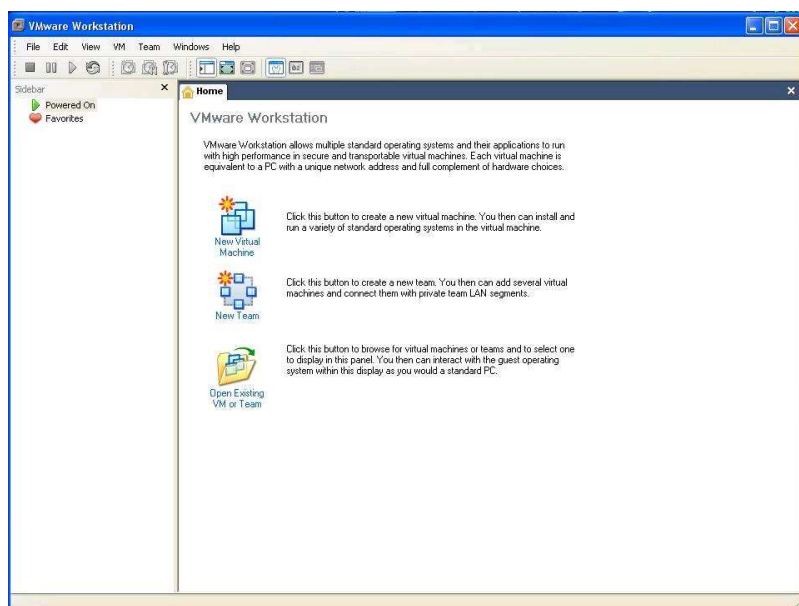 VMware Workstation
File Edit View VM Team Windows Help
Sidebar
Powered On
Favorites
Home
VMware Workstation
VMware Workstation allows multiple standard operating systems and their applications to run
with high performance in secure and transportable virtual machines. Each virtual machine is
equivalent to a PC with a unique network address and full complement of hardware choices.
New Virtual
Machine
Click this button to create a new virtual machine. You then can install and
run a variety of standard operating systems in the virtual machine.
New Team
Click this button to create a new team. You then can add several virtual
machines and connect them with private team LAN segments.
Open Existing
VM or Team
Click this button to browse for virtual machines or teams and to select one
to display in this panel. You then can interact with the guest operating
system within this display as you would a standard PC.